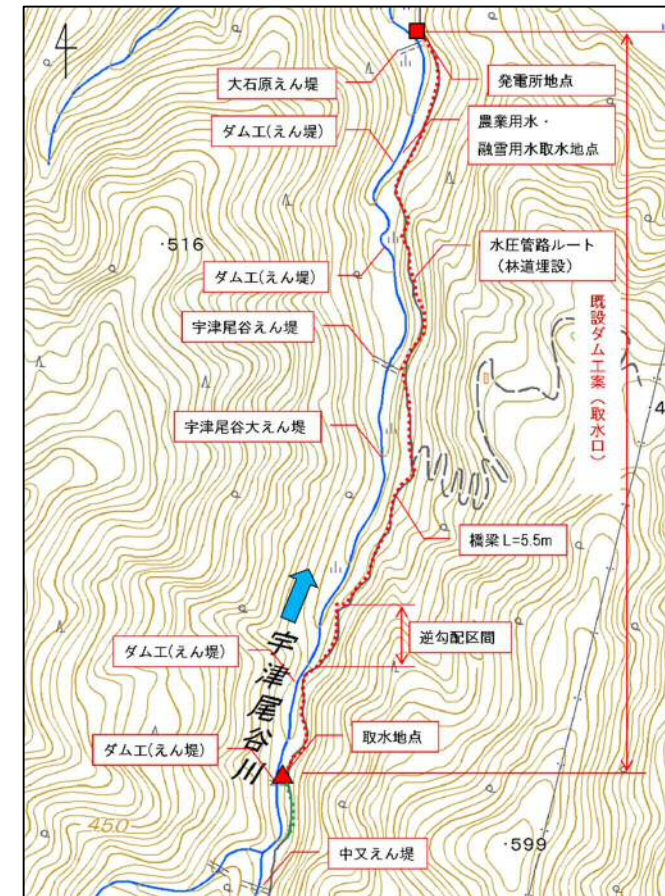 大石原えん堤
発電所地点
ダム工(えん堤)
農業用水・
融雪用水取水地点
・516
水圧管路ルート
(林道埋設)
ダム工(えん堤)
宇津尾谷えん堤
既設ダム工案(取水口)
宇津尾谷大えん堤
橋梁 L=5.5m
逆勾配区間
ダム工(えん堤)
宇津尾谷川
取水地点
ダム工(えん堤)
450
・599
中又えん堤